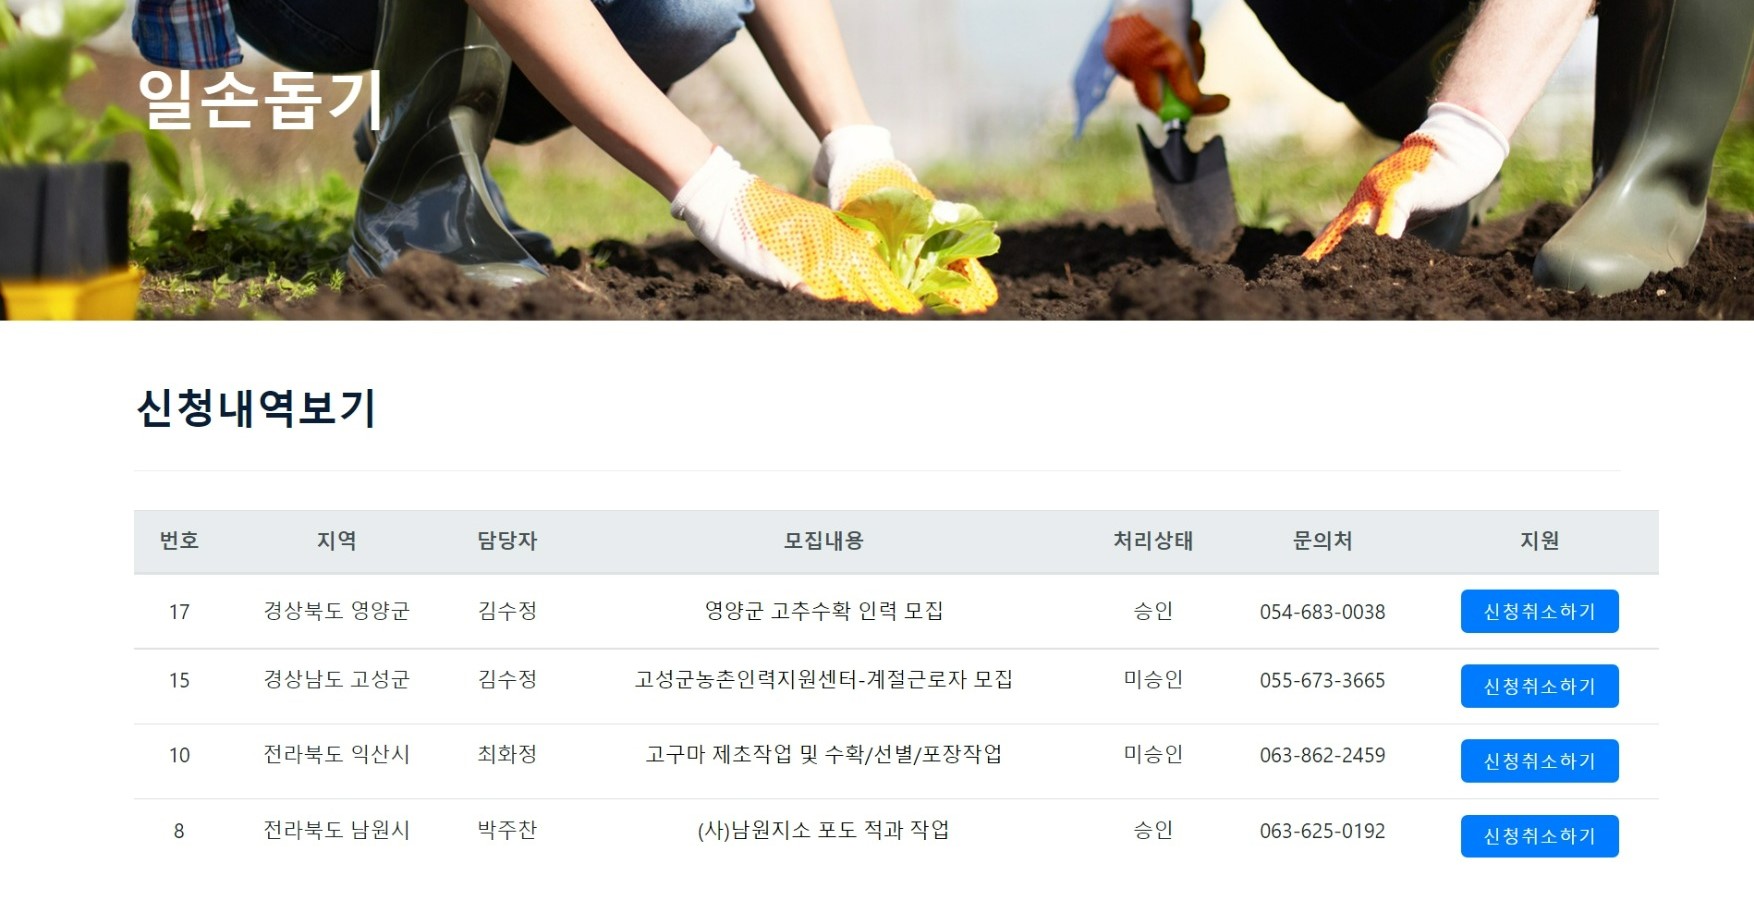 일손돕기
신청내역보기
번호 지역 담당자 모집내용 처리상태 문의처 지원
17 경상북도 영양군 김수정 영양군 고추수확 인력 모집 승인 054-683-0038 신청취소하기
15 경상남도 고성군 김수정 고성군농촌인력지원센터-계절근로자 모집 미승인 055-673-3665 신청취소하기
10 전라북도 익산시 최화정 고구마 제초작업 및 수확/선별/포장작업 미승인 063-862-2459 신청취소하기
8 전라북도 남원시 박주찬 (사)남원지소 포도 적과 작업 승인 063-625-0192 신청취소하기